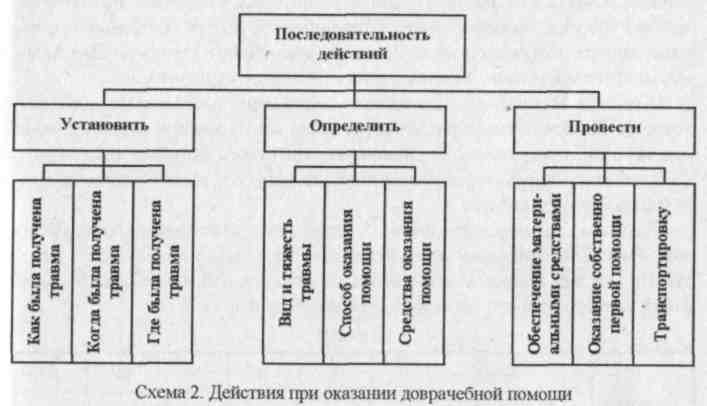 Последовательность
действий
Установить
Определить
Провести
Как была получена
травма
Когда была получена
травма
Где была получена
травма
Вид и тяжесть
травмы
Способ оказания
помощи
Средства оказания
помощи
Обеспечение матери-
альными средствами
Оказание собственно
первой помощи
Транспортировку
Схема 2. Действия при оказании доврачебной помощи